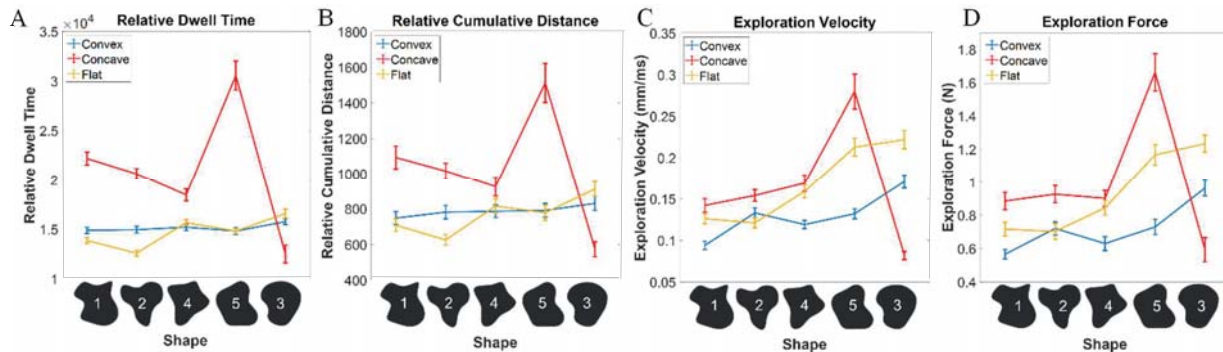 A
Relative Dwell Time
×10⁴
3.5
3
2.5
2
1.5
1
Relative Dwell Time
Convex
Concave
Flat
1 2 4 5 3
Shape
B
Relative Cumulative Distance
1800
1600
1400
1200
1000
800
600
400
Relative Cumulative Distance
Convex
Concave
Flat
1 2 4 5 3
Shape
C
Exploration Velocity
0.35
0.3
0.25
0.2
0.15
0.1
0.05
Exploration Velocity (mm/ms)
Convex
Concave
Flat
1 2 4 5 3
Shape
D
Exploration Force
1.8
1.6
1.4
1.2
1
0.8
0.6
0.4
Exploration Force (N)
Convex
Concave
Flat
1 2 4 5 3
Shape